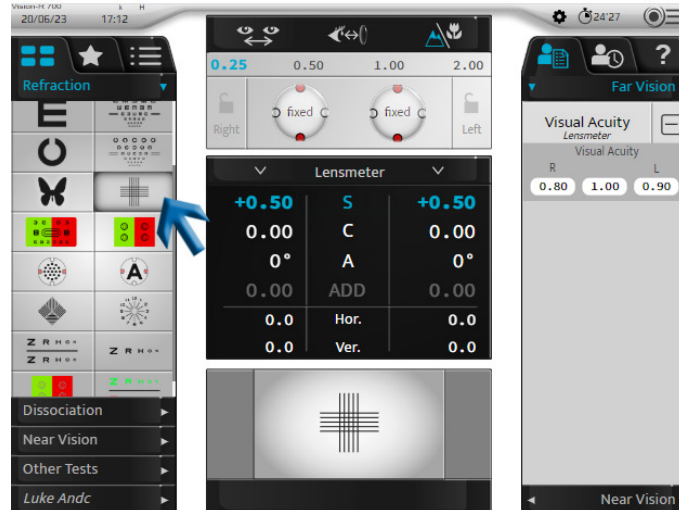 Vision-R 700
20/06/23 17:12
24'27
Refraction
Z R H O K
Z R H O K
Z R H O K
Dissociation
Near Vision
Other Tests
Luke Andc
0.25 0.50 1.00 2.00
Right fixed fixed Left
Lensmeter
+0.50 S +0.50
0.00 C 0.00
0° A 0°
0.00 ADD 0.00
0.0 Hor. 0.0
0.0 Ver. 0.0
?
Far Vision
Visual Acuity
Lensmeter
Visual Acuity
R L
0.80 1.00 0.90
Near Vision